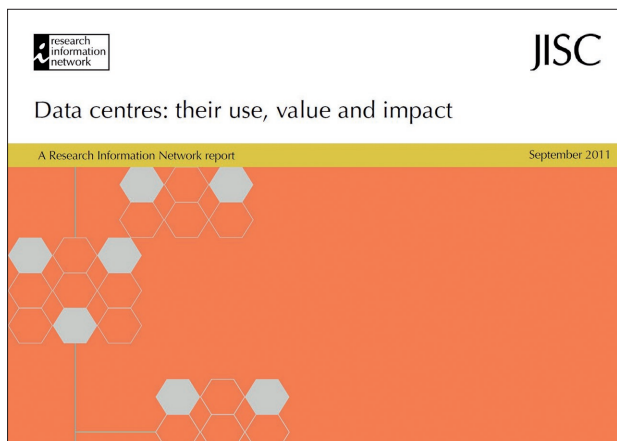 research
information
network
JISC
Data centres: their use, value and impact
A Research Information Network report
September 2011